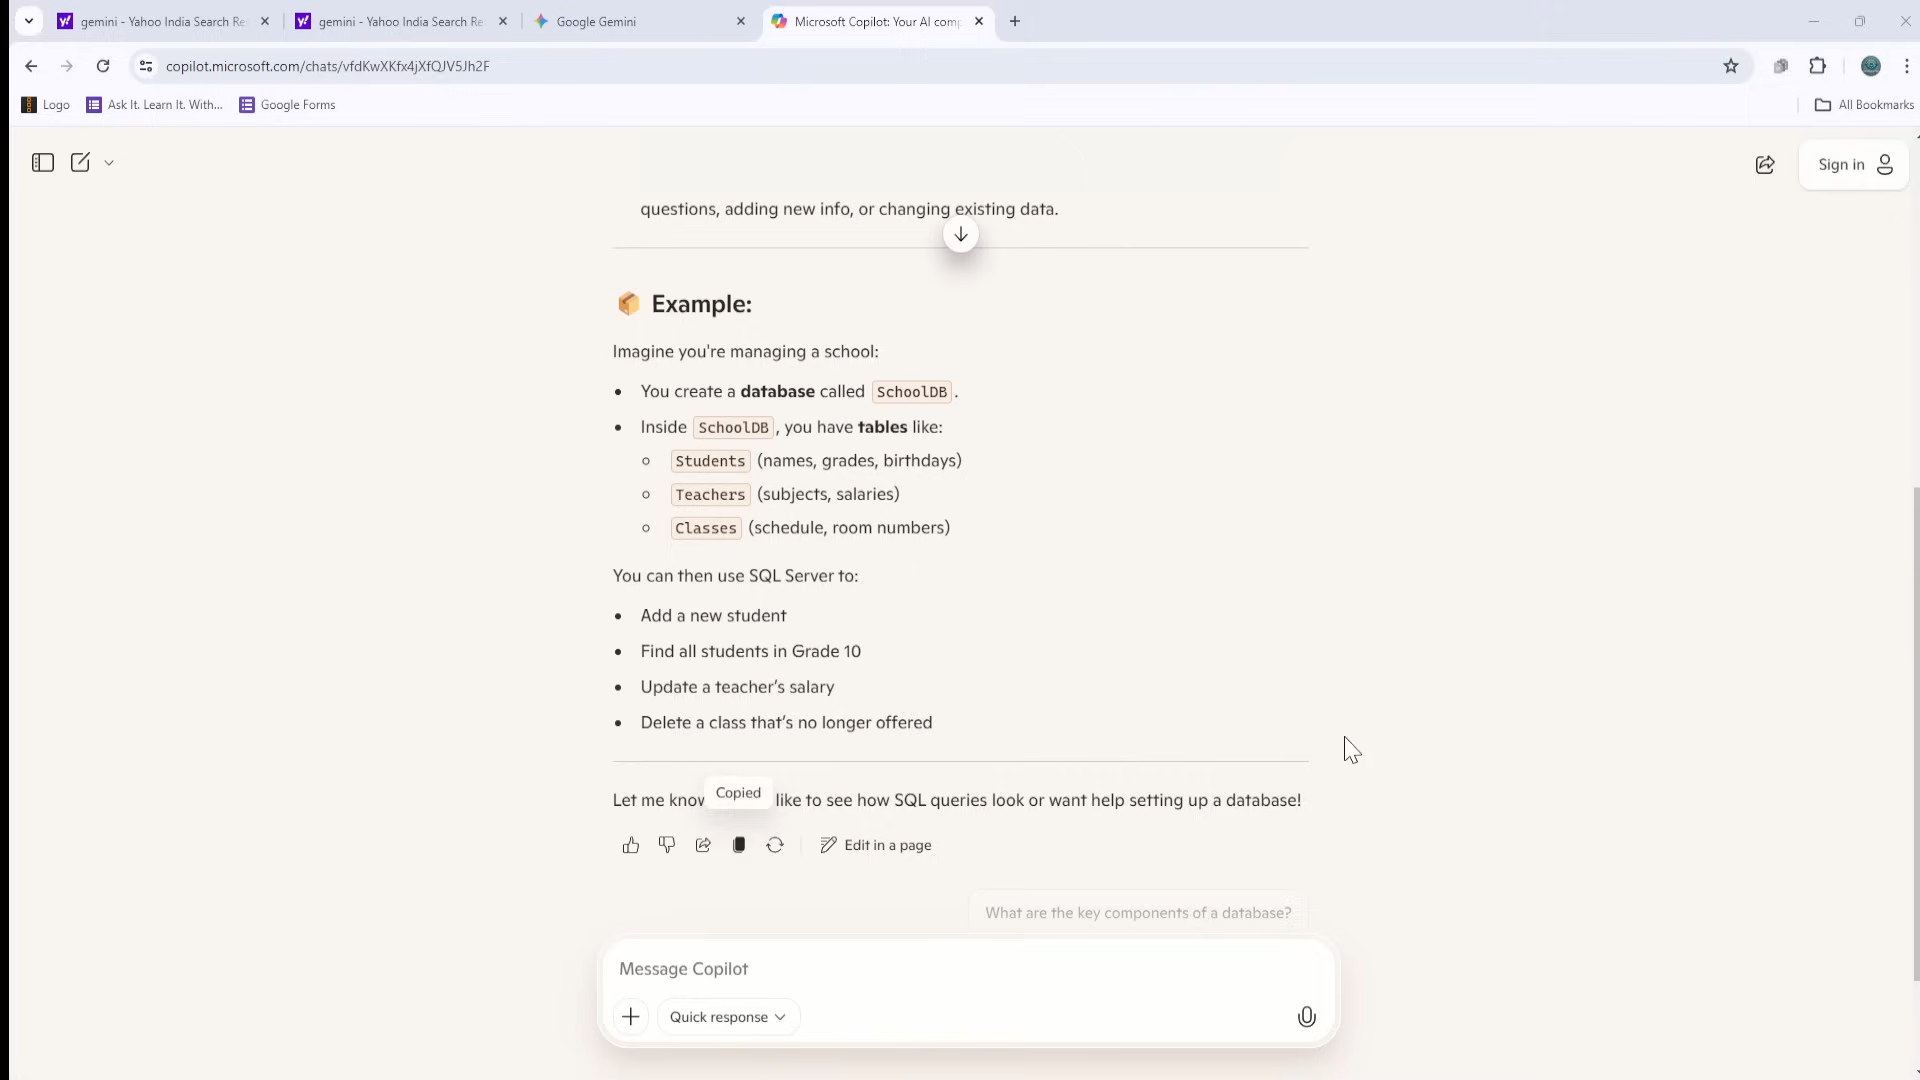 gemini - Yahoo India Search Re
gemini - Yahoo India Search Re
Google Gemini
Microsoft Copilot: Your AI comp
copilot.microsoft.com/chats/vfdKwXKfx4jXfQJV5Jh2F
Logo
Ask It. Learn It. With...
Google Forms
All Bookmarks
Sign in
questions, adding new info, or changing existing data.
Example:
Imagine you're managing a school:
• You create a database called SchoolDB.
• Inside SchoolDB, you have tables like:
Students (names, grades, birthdays)
Teachers (subjects, salaries)
Classes (schedule, room numbers)
You can then use SQL Server to:
• Add a new student
• Find all students in Grade 10
• Update a teacher’s salary
• Delete a class that’s no longer offered
Copied
Let me know like to see how SQL queries look or want help setting up a database!
Edit in a page
What are the key components of a database?
Message Copilot
Quick response